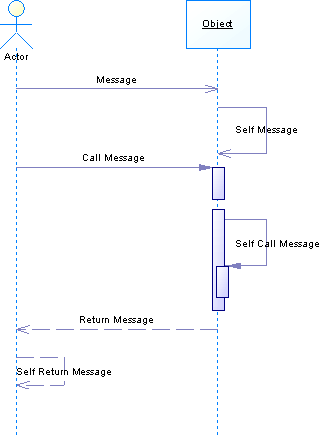 Object
Actor
Message
Self Message
Call Message
Self Call Message
Return Message
Self Return Message